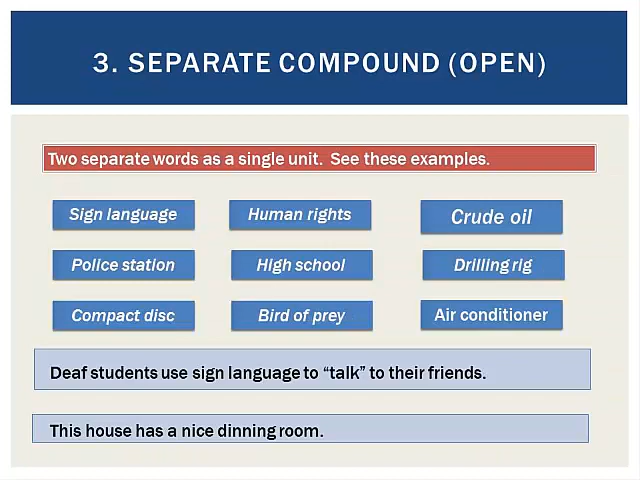 3. SEPARATE COMPOUND (OPEN)
Two separate words as a single unit. See these examples.
Sign language Human rights Crude oil
Police station High school Drilling rig
Compact disc Bird of prey Air conditioner
Deaf students use sign language to “talk” to their friends.
This house has a nice dinning room.